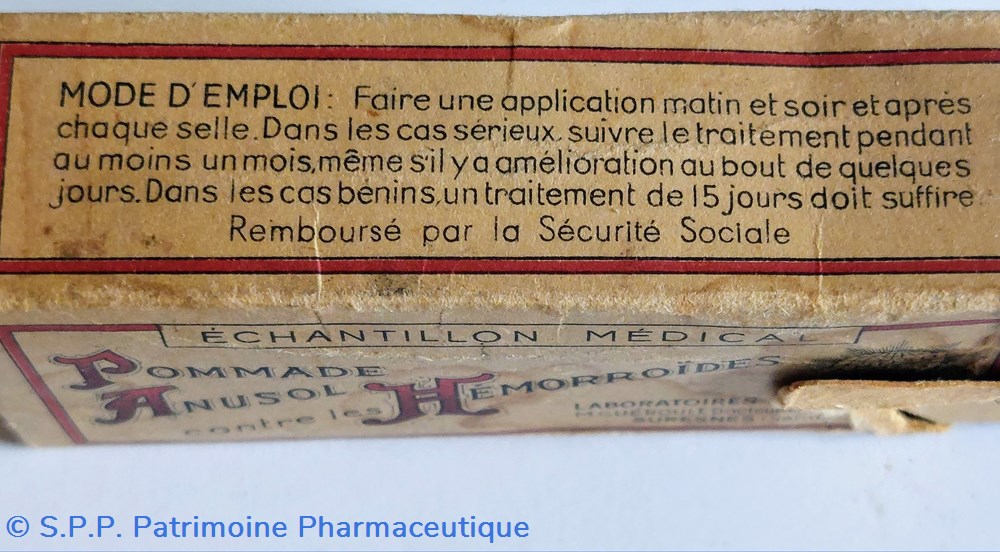 MODE D'EMPLOI: Faire une application matin et soir et après
chaque selle. Dans les cas sérieux, suivre le traitement pendant
au moins un mois, même s'il y a amélioration au bout de quelques
jours. Dans les cas bénins, un traitement de 15 jours doit suffire
Remboursé par la Sécurité Sociale
ÉCHANTILLON MÉDICAL
POMMADE
ANUSOL
contre les HÉMORROÏDES
LABORATOIRES
SURESNES
© S.P.P. Patrimoine Pharmaceutique